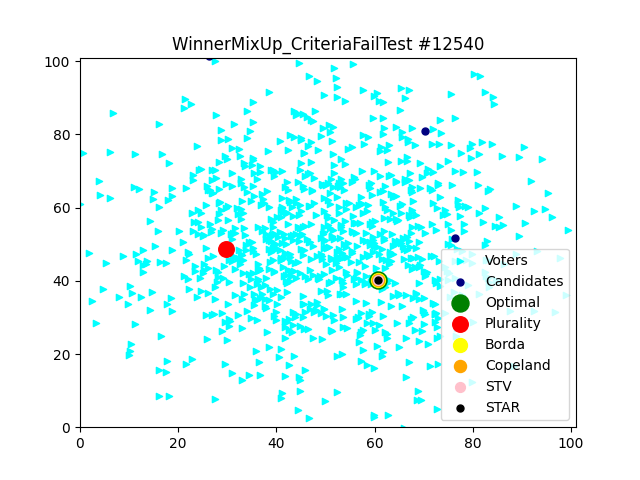 WinnerMixUp_CriteriaFailTest #12540
100
80
60
40
20
0
0
20
40
60
80
100
Voters
Candidates
Optimal
Plurality
Borda
Copeland
STV
STAR